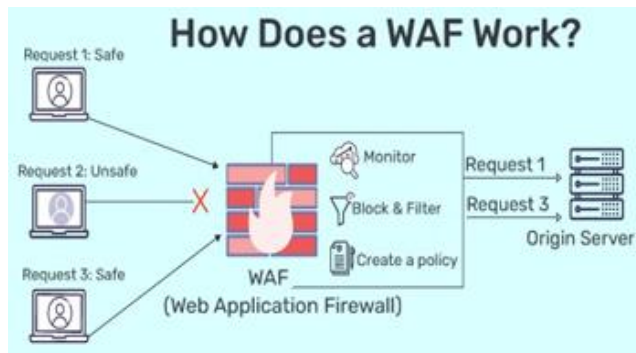 How Does a WAF Work?
Request 1: Safe
Request 2: Unsafe
X
Request 3: Safe
WAF
(Web Application Firewall)
Monitor
Block & Filter
Create a policy
Request 1
Request 3
Origin Server